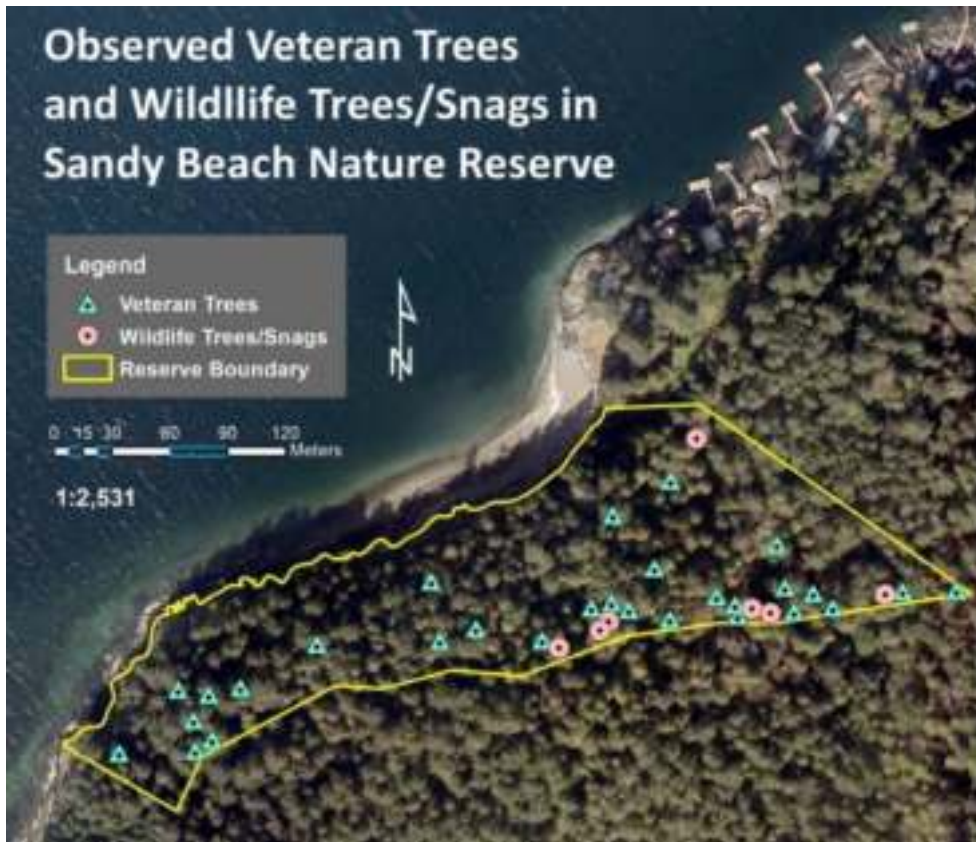 Observed Veteran Trees
and Wildllife Trees/Snags in
Sandy Beach Nature Reserve
Legend
Veteran Trees
Wildlife Trees/Snags
Reserve Boundary
N
0 15 30 60 90 120
Meters
1:2,531